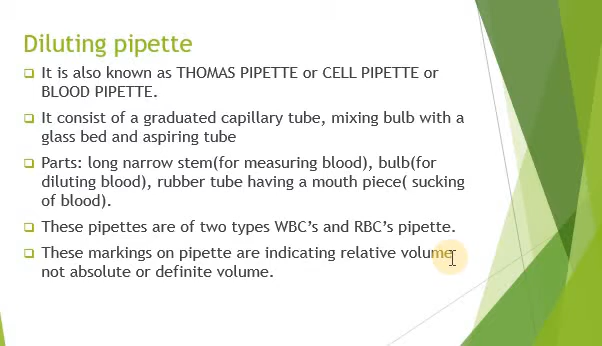 Diluting pipette
It is also known as THOMAS PIPETTE or CELL PIPETTE or
BLOOD PIPETTE.
It consist of a graduated capillary tube, mixing bulb with a
glass bed and aspiring tube
Parts: long narrow stem(for measuring blood), bulb(for
diluting blood), rubber tube having a mouth piece( sucking
of blood).
These pipettes are of two types WBC's and RBC's pipette.
These markings on pipette are indicating relative volume
not absolute or definite volume.